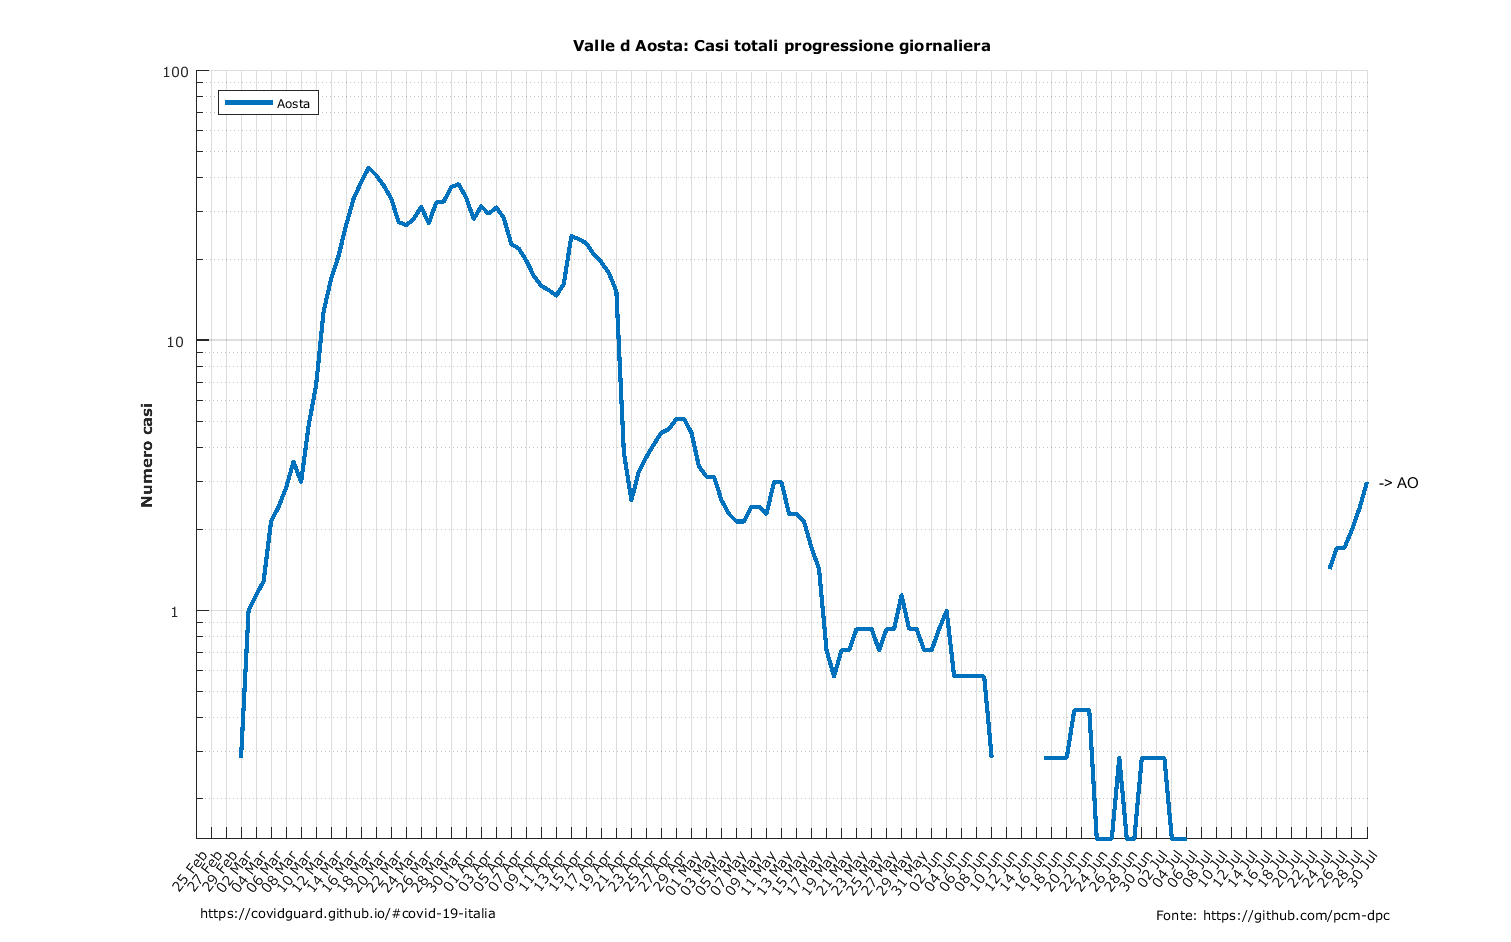 Valle d Aosta: Casi totali progressione giornaliera
100
Aosta
10
Numero casi
-> AO
1
25 Feb
27 Feb
29 Feb
02 Mar
04 Mar
06 Mar
08 Mar
10 Mar
12 Mar
14 Mar
16 Mar
18 Mar
20 Mar
22 Mar
24 Mar
26 Mar
28 Mar
30 Mar
01 Apr
03 Apr
05 Apr
07 Apr
09 Apr
11 Apr
13 Apr
15 Apr
17 Apr
19 Apr
21 Apr
23 Apr
25 Apr
27 Apr
29 Apr
01 May
03 May
05 May
07 May
09 May
11 May
13 May
15 May
17 May
19 May
21 May
23 May
25 May
27 May
29 May
31 May
02 Jun
04 Jun
06 Jun
08 Jun
10 Jun
12 Jun
14 Jun
16 Jun
18 Jun
20 Jun
22 Jun
24 Jun
26 Jun
28 Jun
30 Jun
02 Jul
04 Jul
06 Jul
08 Jul
10 Jul
12 Jul
14 Jul
16 Jul
18 Jul
20 Jul
22 Jul
24 Jul
26 Jul
28 Jul
30 Jul
https://covidguard.github.io/#covid-19-italia
Fonte: https://github.com/pcm-dpc